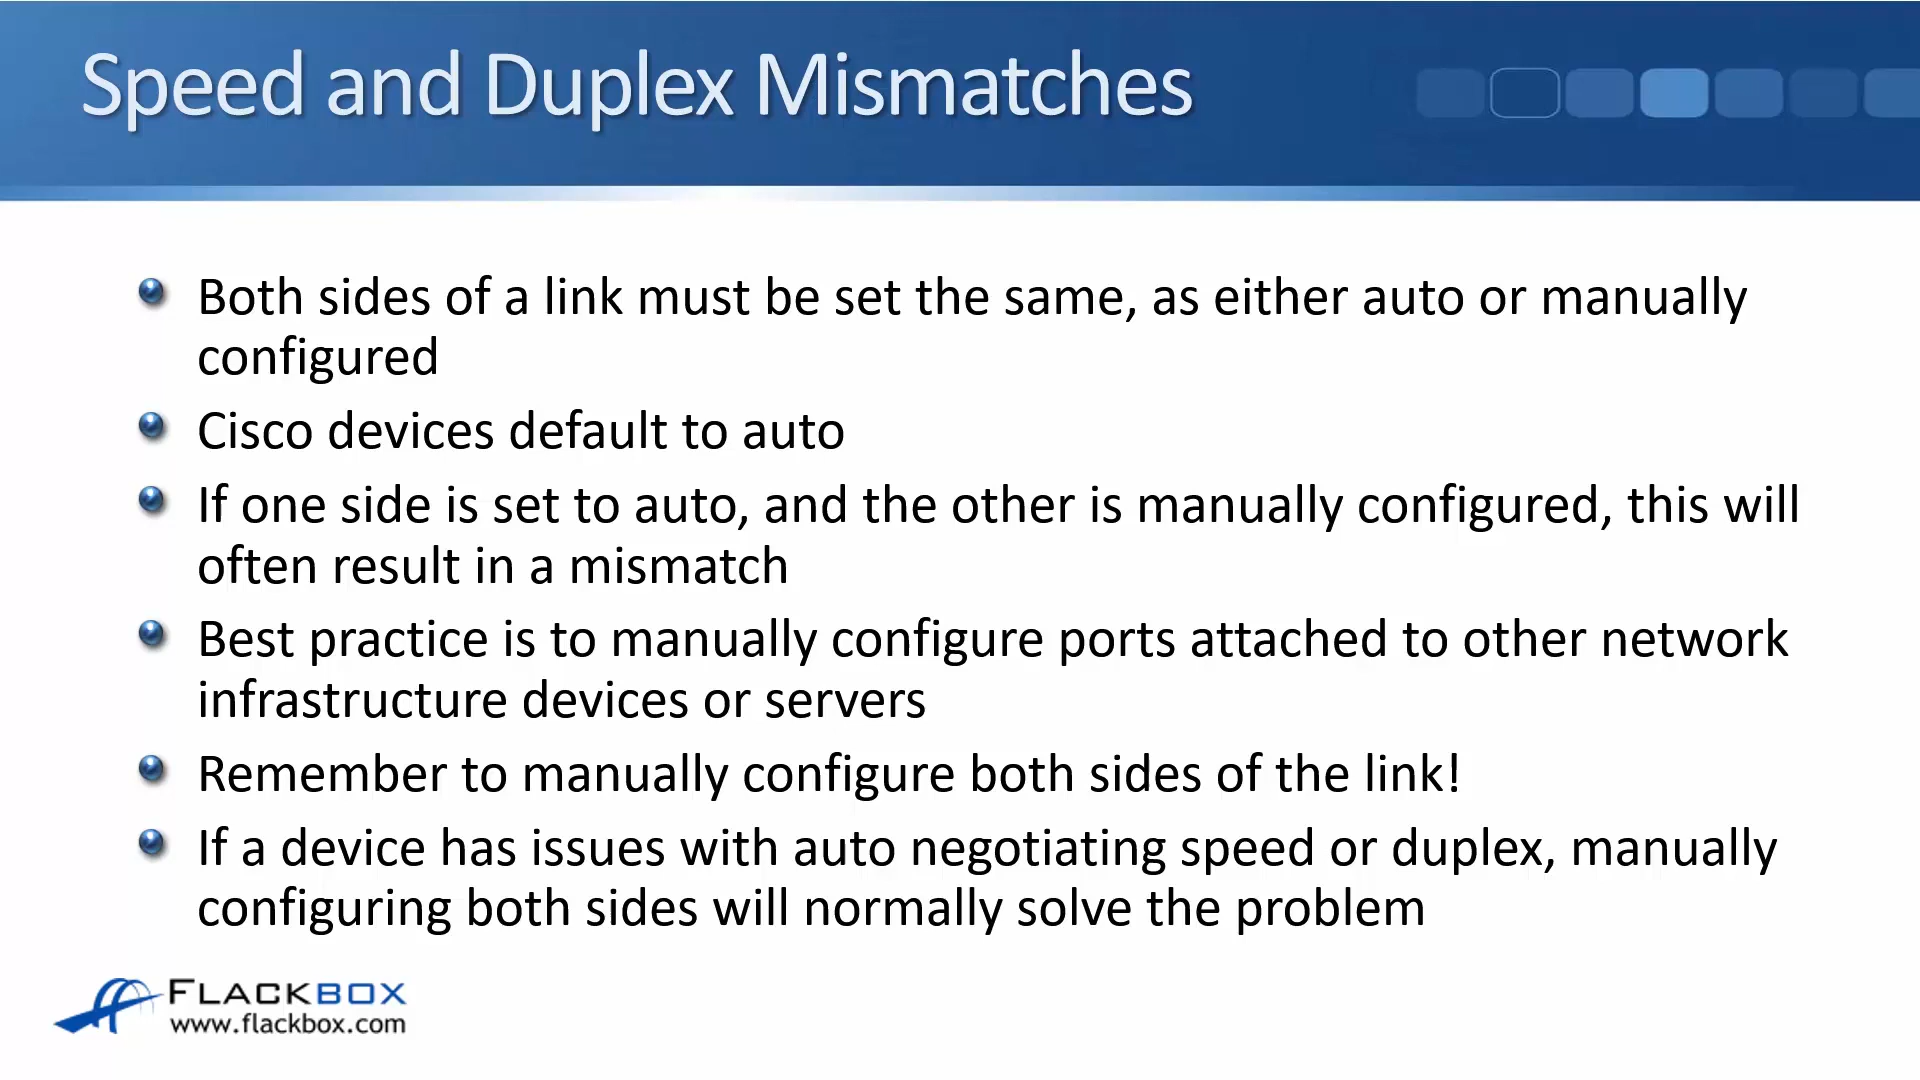 Speed and Duplex Mismatches
Both sides of a link must be set the same, as either auto or manually
configured
Cisco devices default to auto
If one side is set to auto, and the other is manually configured, this will
often result in a mismatch
Best practice is to manually configure ports attached to other network
infrastructure devices or servers
Remember to manually configure both sides of the link!
If a device has issues with auto negotiating speed or duplex, manually
configuring both sides will normally solve the problem
FLACKBOX
www.flackbox.com